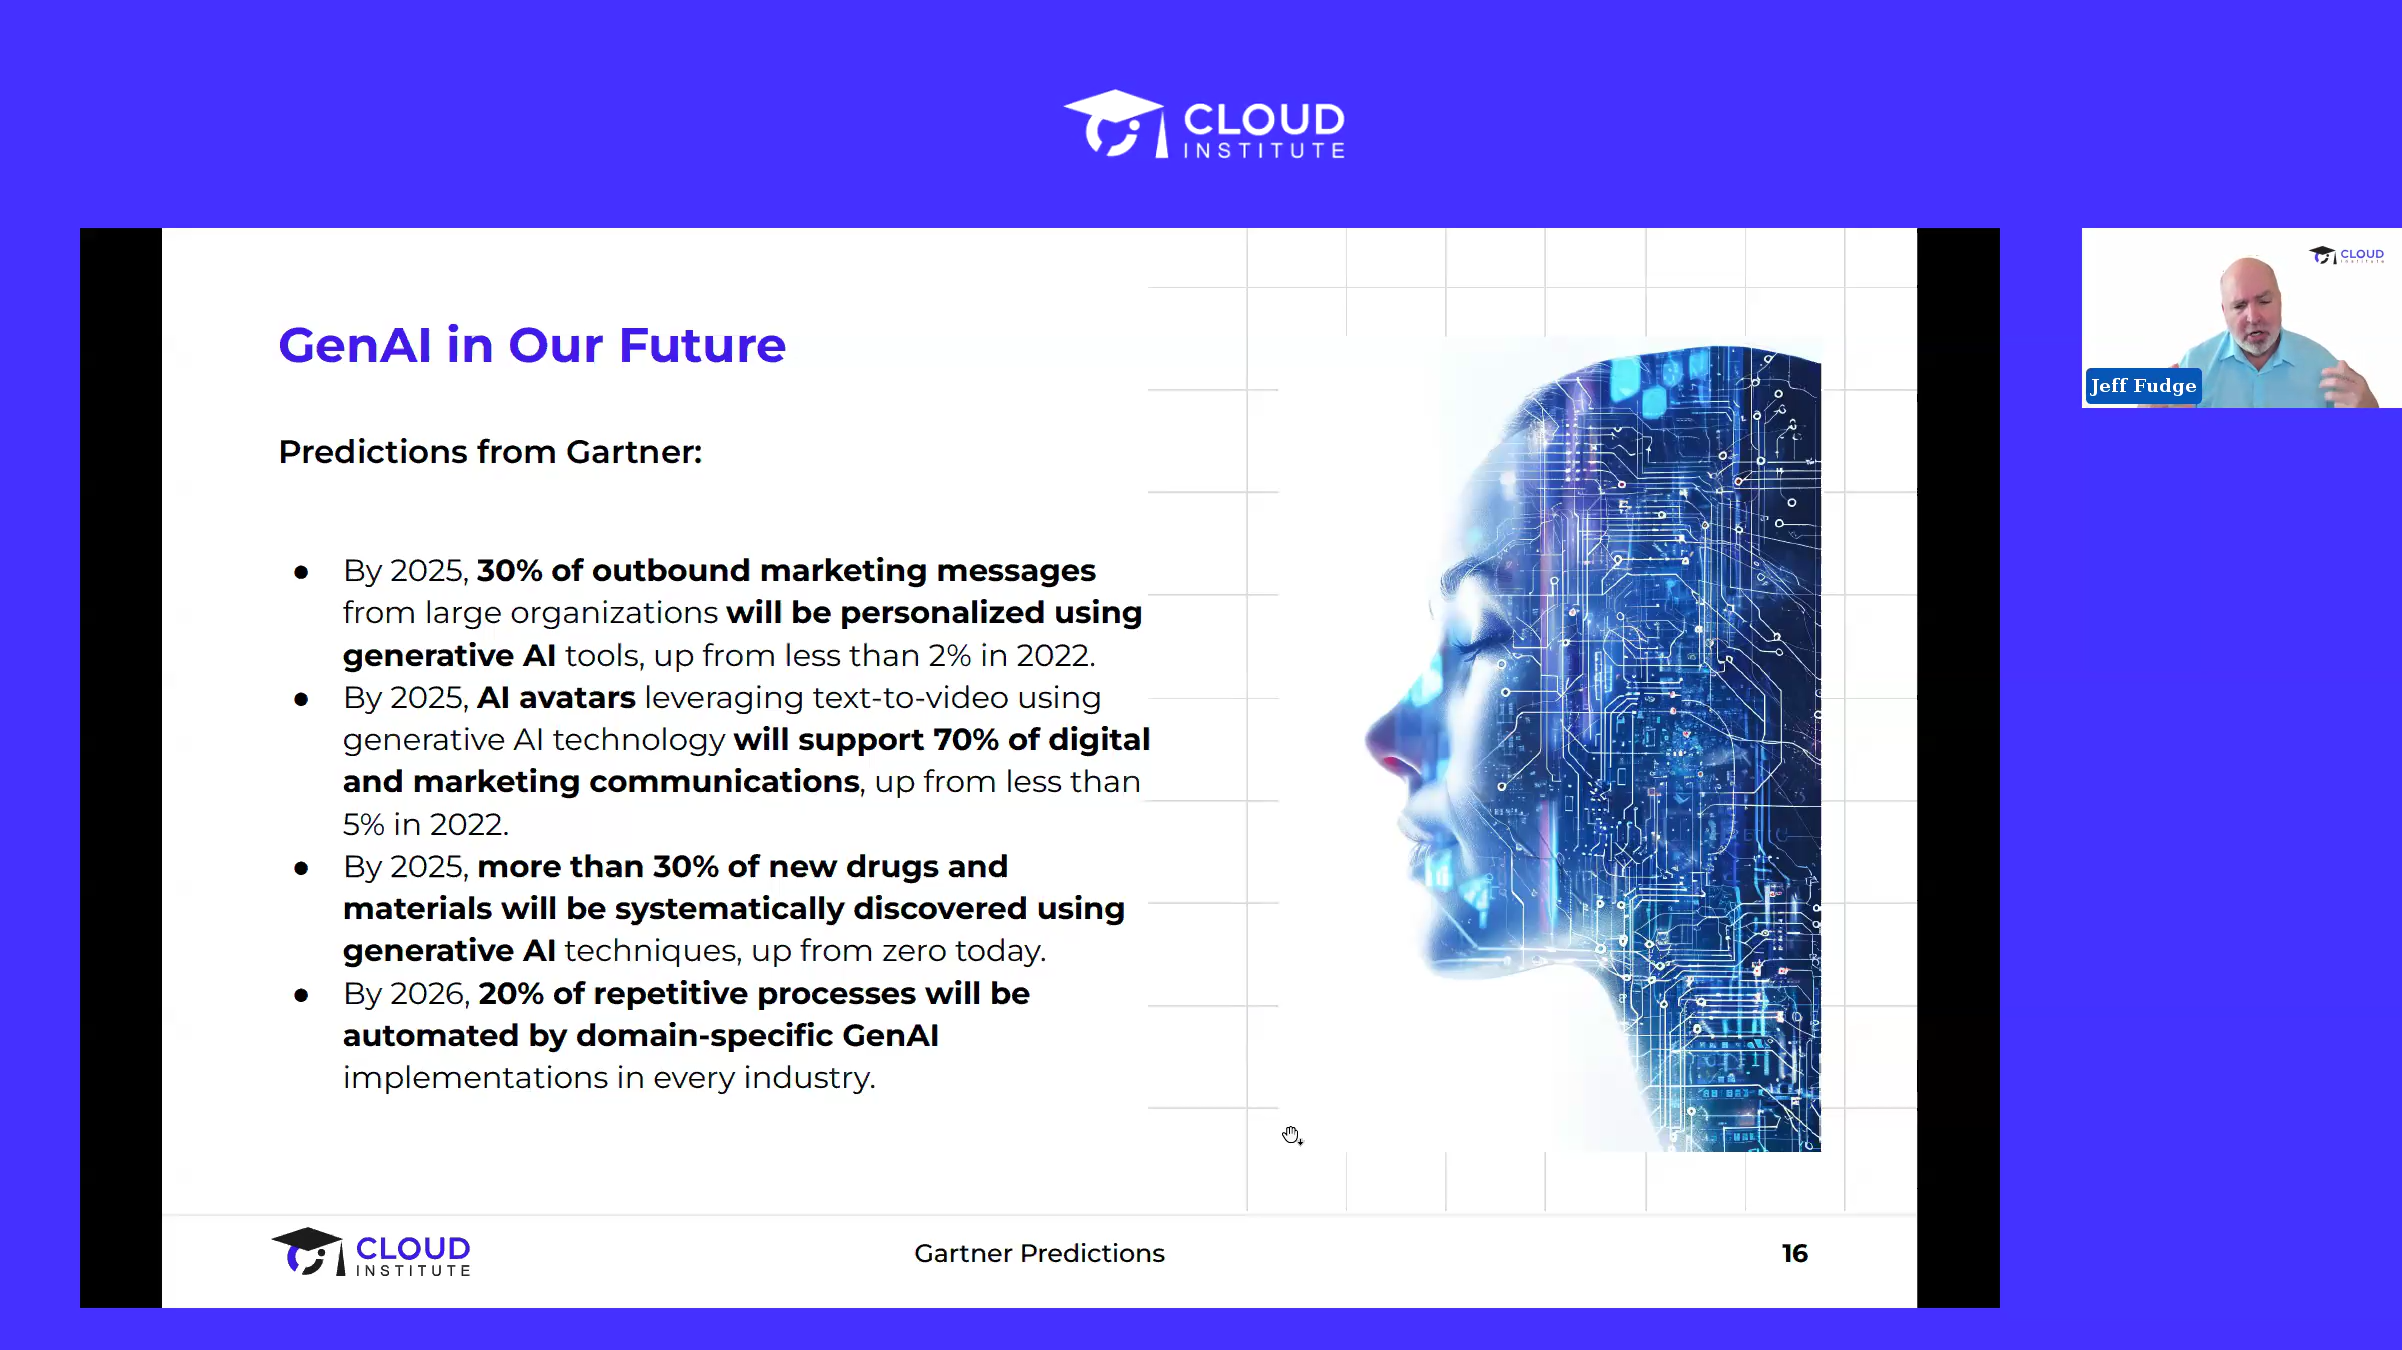 CLOUD
INSTITUTE
GenAI in Our Future
Predictions from Gartner:
● By 2025, 30% of outbound marketing messages
from large organizations will be personalized using
generative AI tools, up from less than 2% in 2022.
● By 2025, AI avatars leveraging text-to-video using
generative AI technology will support 70% of digital
and marketing communications, up from less than
5% in 2022.
● By 2025, more than 30% of new drugs and
materials will be systematically discovered using
generative AI techniques, up from zero today.
● By 2026, 20% of repetitive processes will be
automated by domain-specific GenAI
implementations in every industry.
CLOUD
INSTITUTE
Gartner Predictions
16
CLOUD
Institute
Jeff Fudge